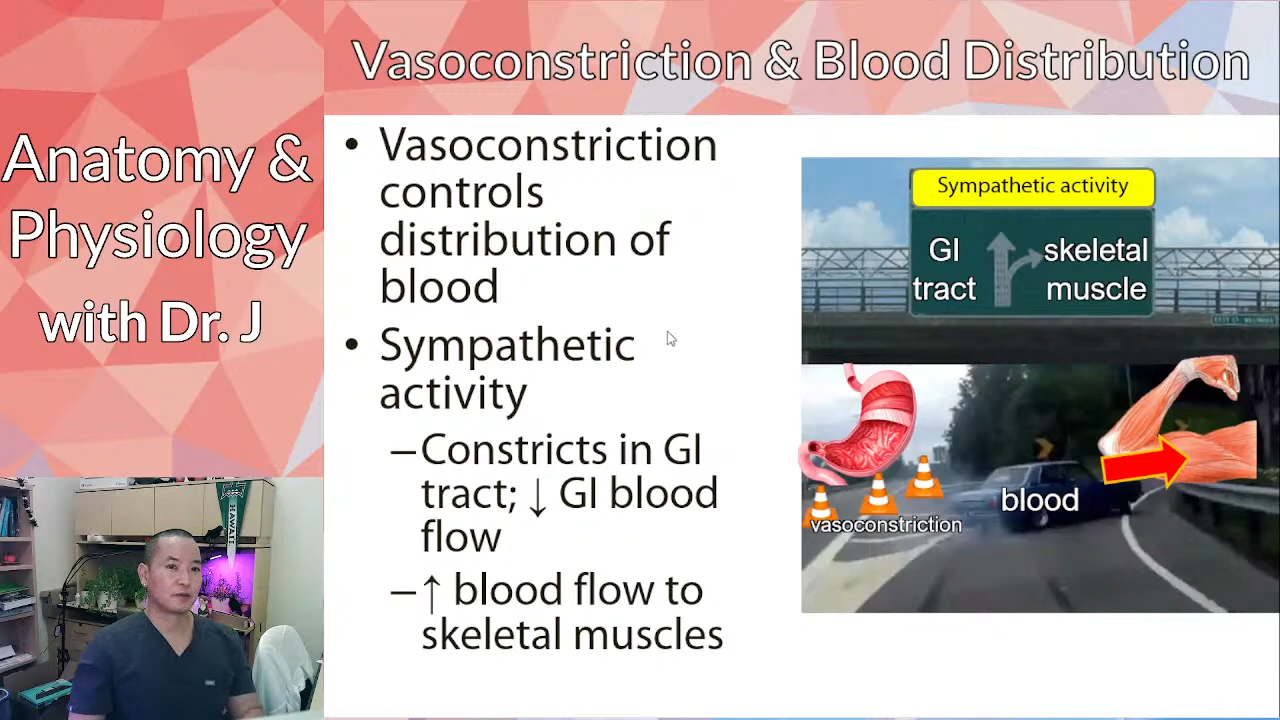 Vasoconstriction & Blood Distribution
Anatomy &
Physiology
with Dr. J
• Vasoconstriction
controls
distribution of
blood
• Sympathetic
activity
–Constricts in GI
tract; ↓ GI blood
flow
–↑ blood flow to
skeletal muscles
Sympathetic activity
GI
tract
skeletal
muscle
blood
vasoconstriction
HAWAII